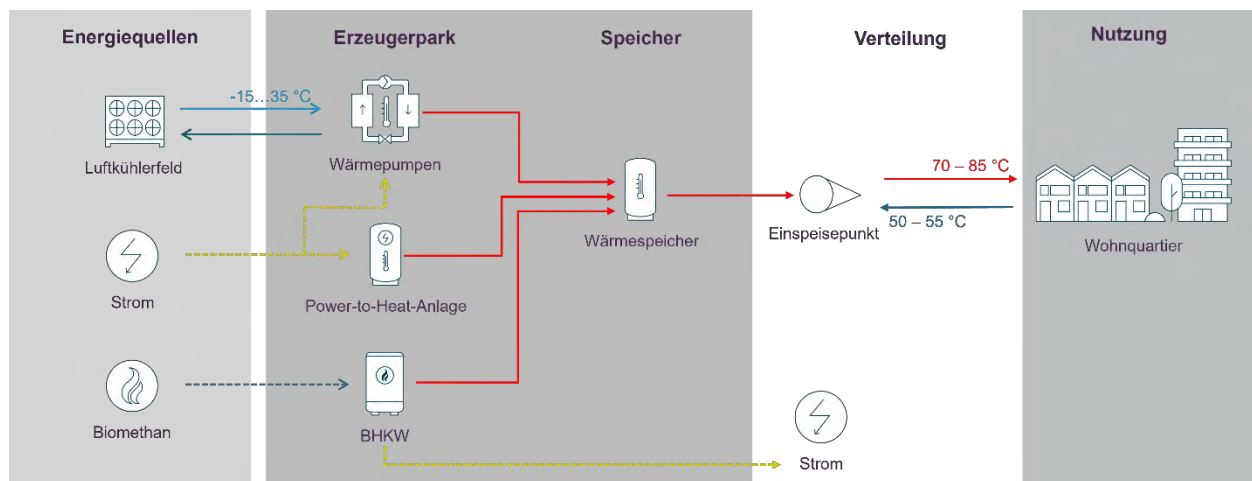 Energiequellen
Erzeugerpark
Speicher
Verteilung
Nutzung
-15…35 °C
Luftkühlerfeld
Wärmepumpen
70 – 85 °C
50 – 55 °C
Wärmespeicher
Einspeisepunkt
Wohnquartier
Strom
Power-to-Heat-Anlage
Biomethan
BHKW
Strom